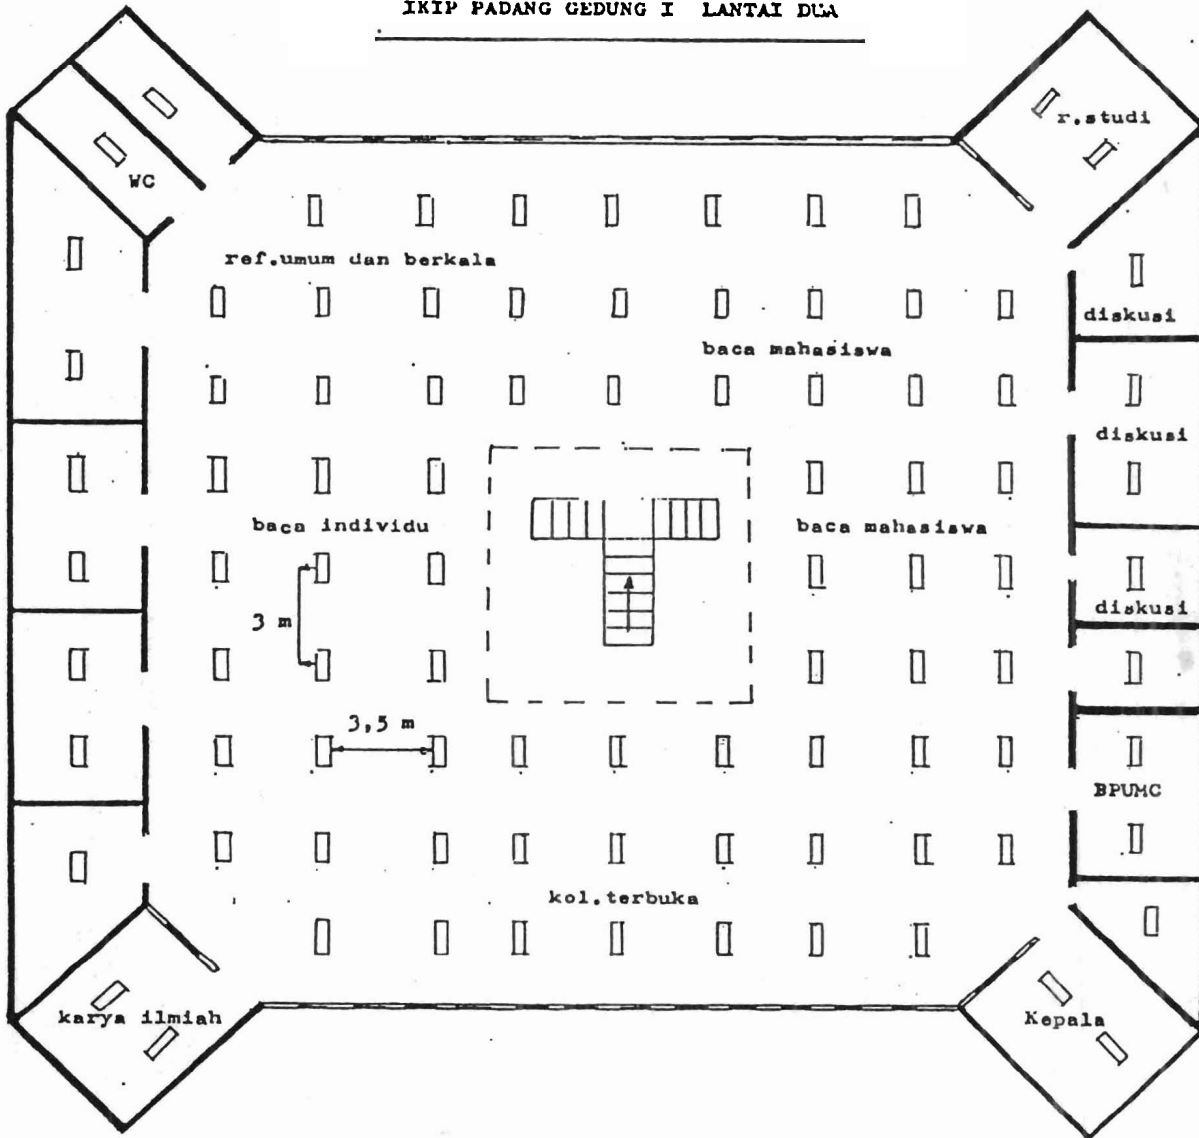 IKIP PADANG GEDUNG I LANTAI DUA
r.studi
WC
ref.umum dan berkala
diskusi
baca mahasiswa
diskusi
baca individu
baca mahasiswa
diskusi
3 m
3,5 m
BPUMC
kol.terbuka
karya ilmiah
Kepala